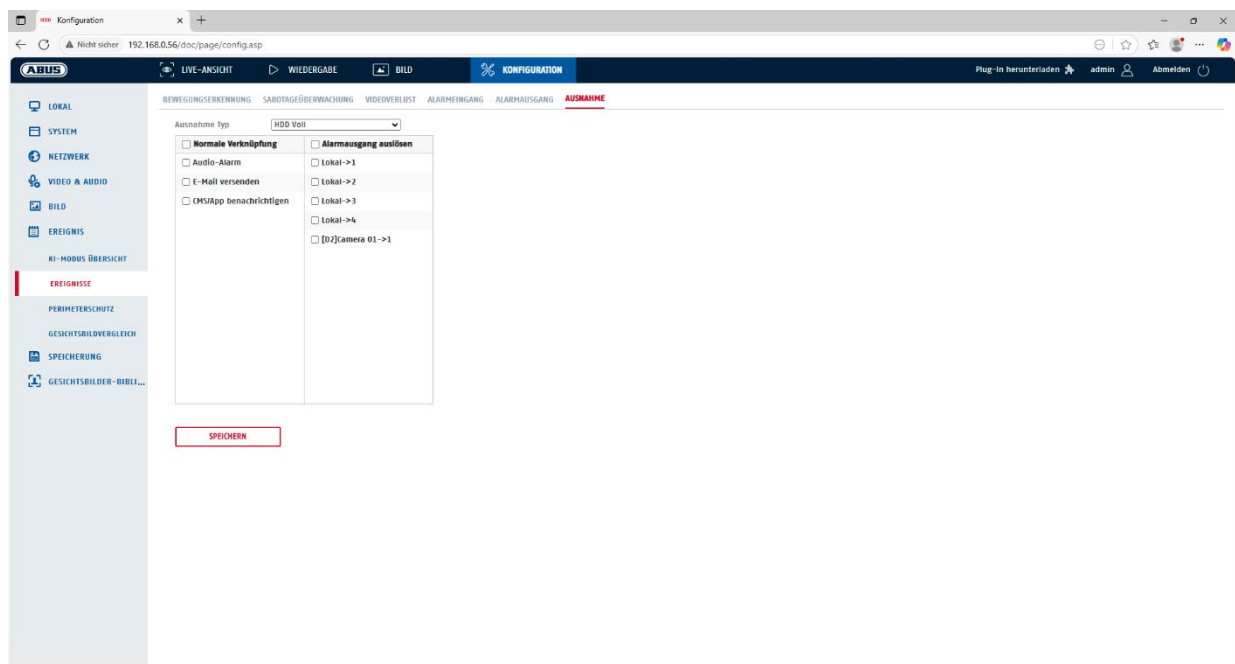 Konfiguration
Nicht sicher 192.168.0.56/doc/page/config.asp
ABUS LIVE-ANSICHT WIEDERGABE BILD KONFIGURATION Plug-In herunterladen admin Abmelden
LOKAL
SYSTEM
NETZWERK
VIDEO & AUDIO
BILD
EREIGNIS
KI-MODUS ÜBERSICHT
EREIGNISSE
PERIMETERSCHUTZ
GESICHTSBILDVERGLEICH
SPEICHERUNG
GESICHTSBILDER-BIBLI...
BEWEGUNGSERKENNUNG SABOTAGEÜBERWACHUNG VIDEOVERLUST ALARMEINGANG ALARMAUSGANG AUSNAHME
Ausnahme Typ HDD Voll
Normale Verknüpfung Alarmausgang auslösen
Audio-Alarm Lokal->1
E-Mail versenden Lokal->2
CMS/App benachrichtigen Lokal->3
Lokal->4
[D2]Camera 01->1
SPEICHERN